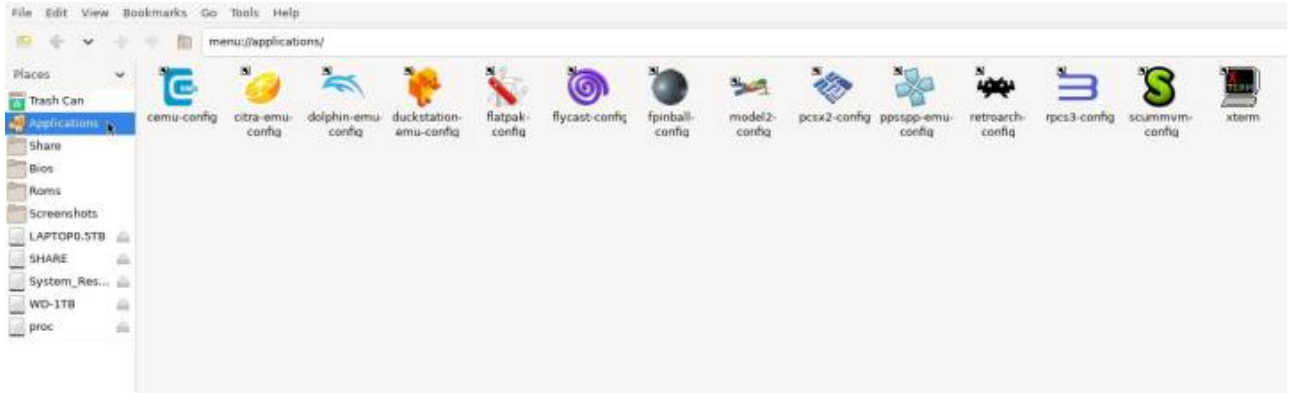 File Edit View Bookmarks Go Tools Help
menu://applications/
Places
Trash Can
Applications
Share
Bios
Roms
Screenshots
LAPTOP0.5TB
SHARE
System_Res...
WD-1TB
proc
cemu-config
citra-emu-
config
dolphin-emu-
config
duckstation-
emu-config
flatpak-
config
flycast-config
fpinball-
config
model2-
config
pcsx2-config
ppsspp-emu-
config
retroarch-
config
rpcs3-config
scummvm-
config
X
TERM
xterm